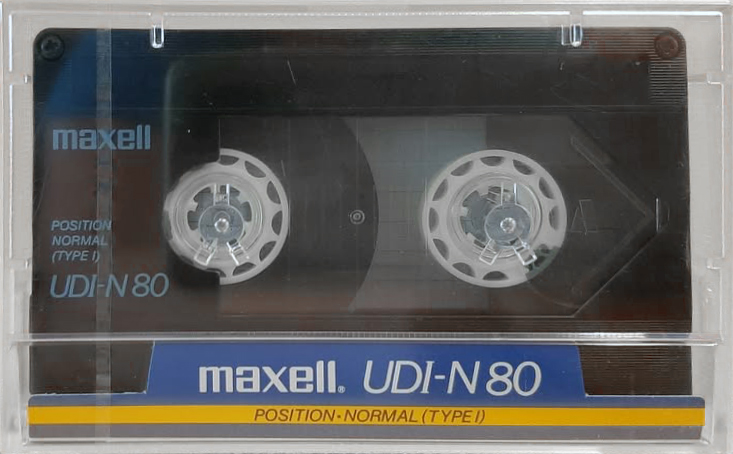 maxell
POSITION
NORMAL
(TYPE I)
UDI-N 80
maxell® UDI-N 80
POSITION·NORMAL (TYPE I)